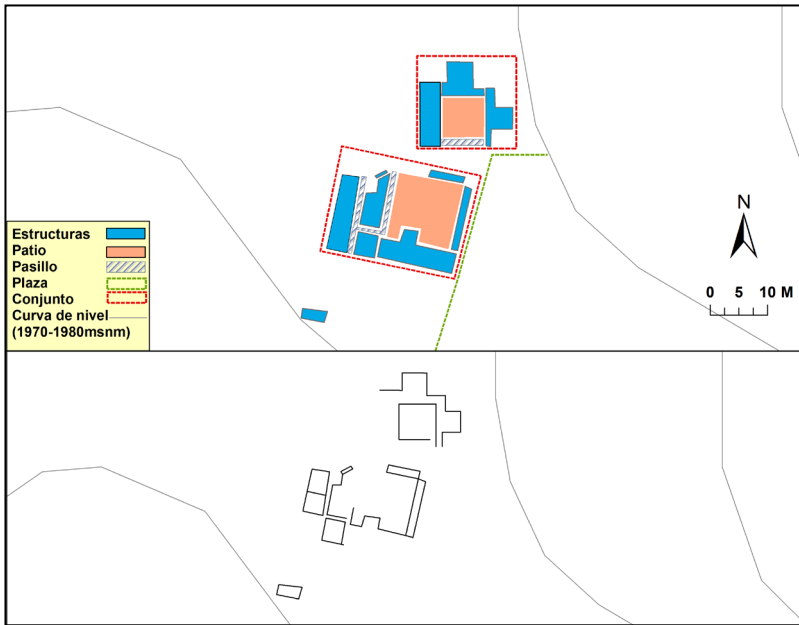 Estructuras
Patio
Pasillo
Plaza
Conjunto
Curva de nivel
(1970-1980msnm)
N
0 5 10 M